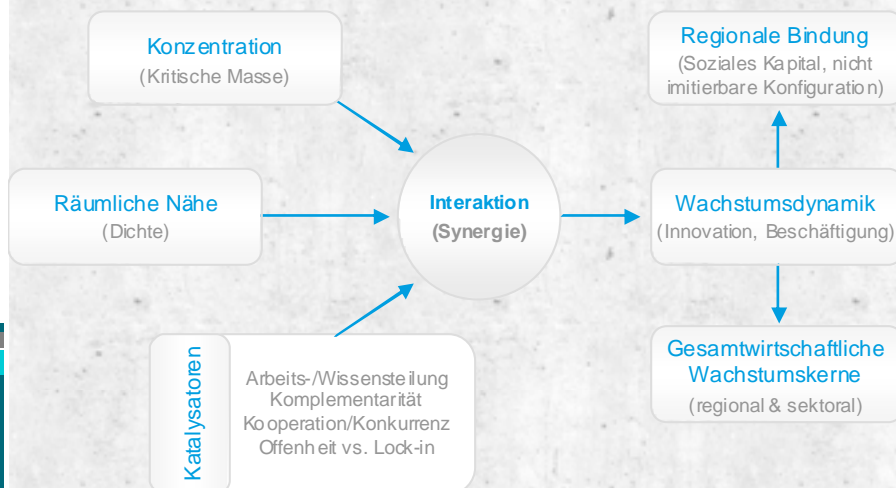 Konzentration
(Kritische Masse)
Räumliche Nähe
(Dichte)
Katalysatoren
Arbeits-/Wissensteilung
Komplementarität
Kooperation/Konkurrenz
Offenheit vs. Lock-in
Interaktion
(Synergie)
Regionale Bindung
(Soziales Kapital, nicht
imitierbare Konfiguration)
Wachstumsdynamik
(Innovation, Beschäftigung)
Gesamtwirtschaftliche
Wachstumskerne
(regional & sektoral)